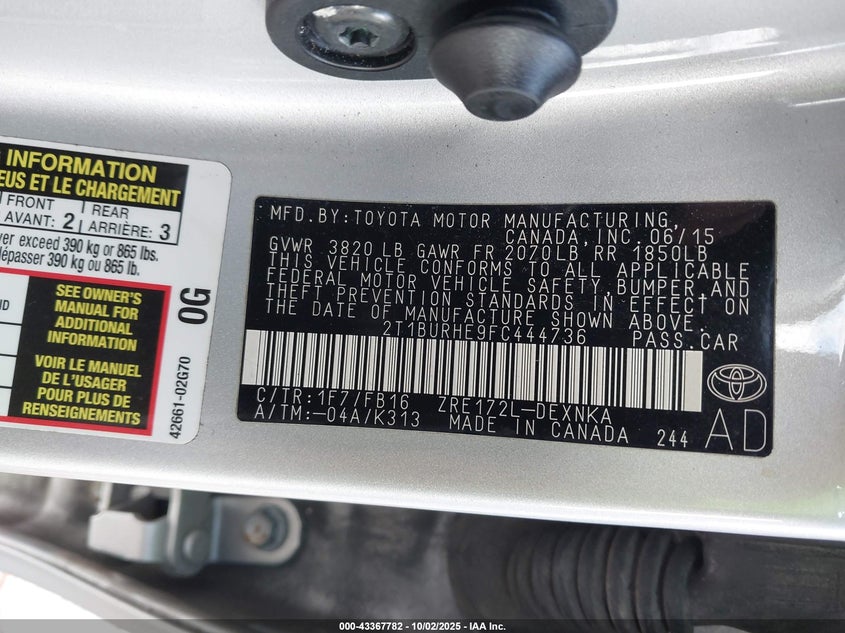 INFORMATION
EUS ET LE CHARGEMENT
FRONT
AVANT: 2
REAR
ARRIÈRE: 3
exceed 390 kg or 865 lbs.
dépasser 390 kg ou 865 lb.
SEE OWNER'S
MANUAL FOR
ADDITIONAL
INFORMATION
VOIR LE MANUEL
DE L'USAGER
POUR PLUS DE
RENSEIGNEMENTS
0G
42661-02G70
MFD.BY:TOYOTA MOTOR MANUFACTURING,
CANADA, INC. 06/15
GVWR 3820 LB GAWR FR 2070LB RR 1850LB
THIS VEHICLE CONFORMS TO ALL APPLICABLE
FEDERAL MOTOR VEHICLE SAFETY,BUMPER,AND
THEFT PREVENTION STANDARDS IN EFFECT ON
THE DATE OF MANUFACTURE SHOWN ABOVE.
2T1BURHE9FC444736 PASS.CAR
C/TR:1F7/FB16 ZRE172L-DEXNKA
A/TM:-04A/K313 MADE IN CANADA 244 AD
000-43367782 - 10/02/2025 - IAA Inc.